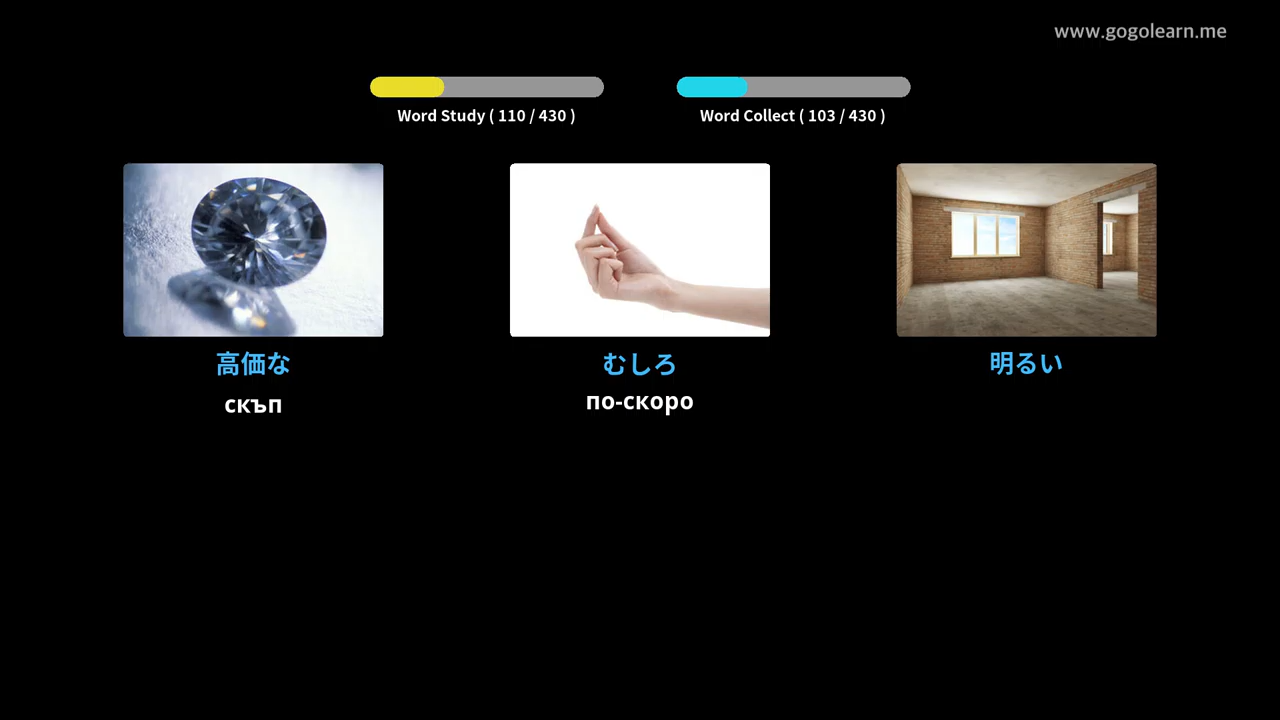 www.gogolearn.me
Word Study ( 110 / 430 )
Word Collect ( 103 / 430 )
高価な
むしろ
明るい
скъп
по-скоро